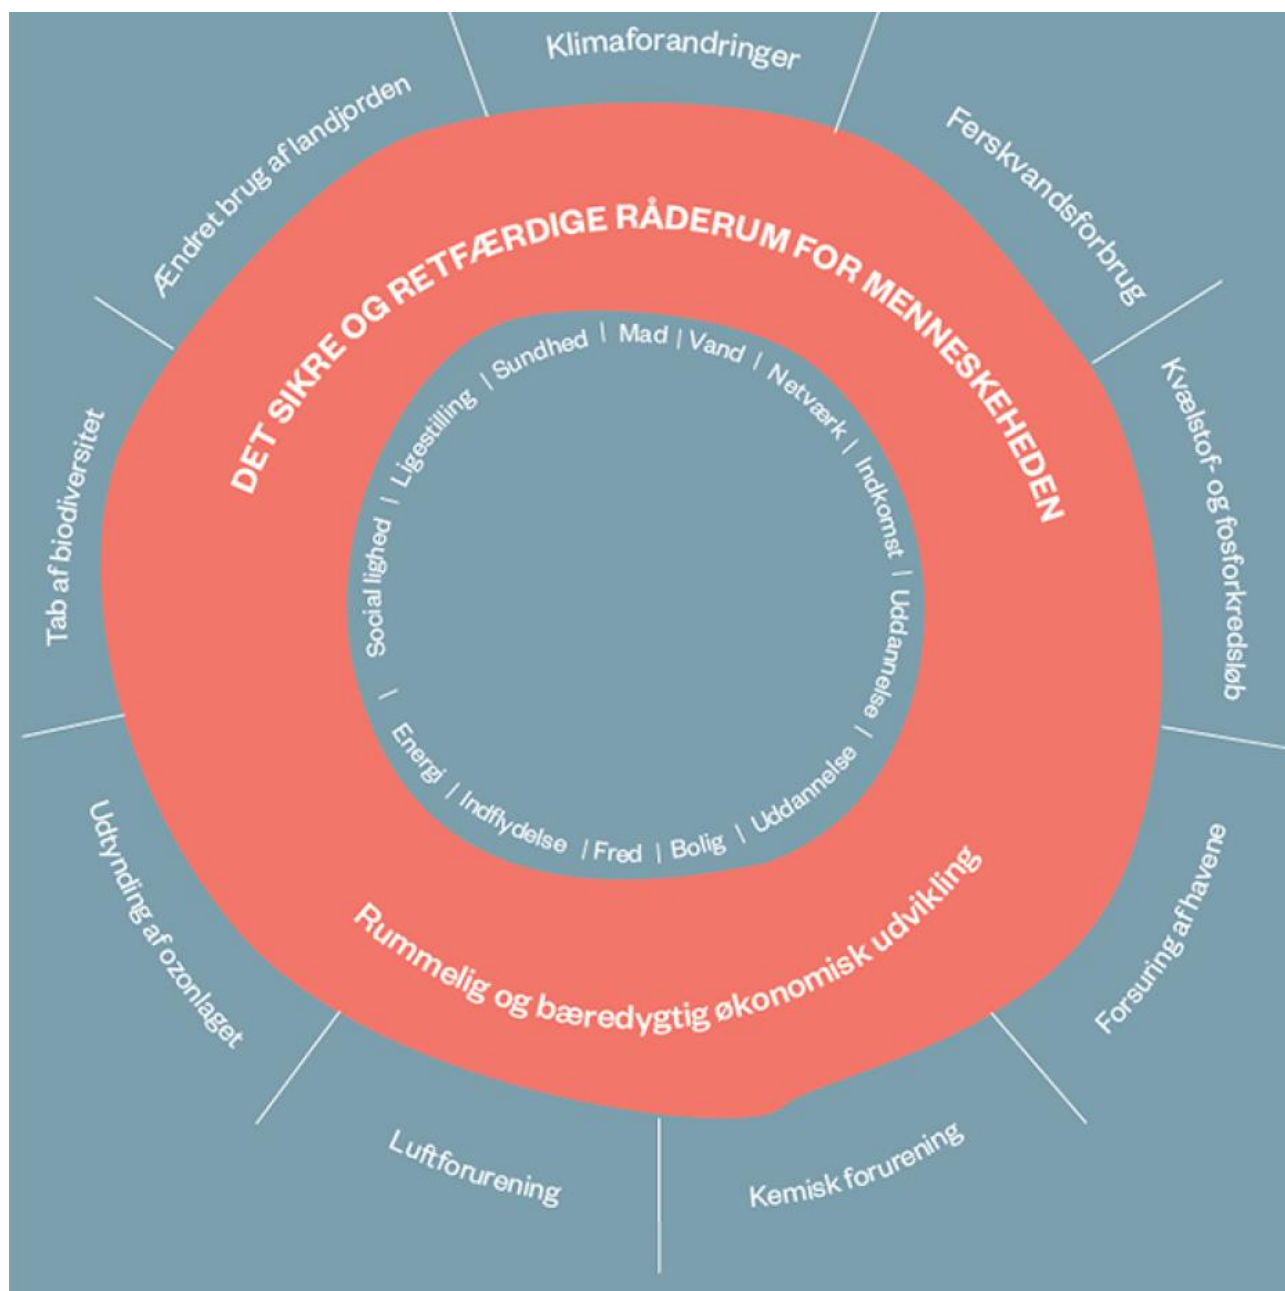 Klimaforandringer
Ferskvandsforbrug
Kvælstof- og fosforkredsløb
Forsuring af havene
Kemisk forurening
Luftforurening
Udtynding af ozonlaget
Tab af biodiversitet
Ændret brug af landjorden
DET SIKRE OG RETFÆRDIGE RÅDERUM FOR MENNESKEHEDEN
Social lighed | Ligestilling | Sundhed | Mad | Vand | Netværk | Indkomst | Uddannelse | Uddannelse | Bolig | Fred | Indflydelse | Energi |
Rummelig og bæredygtig økonomisk udvikling